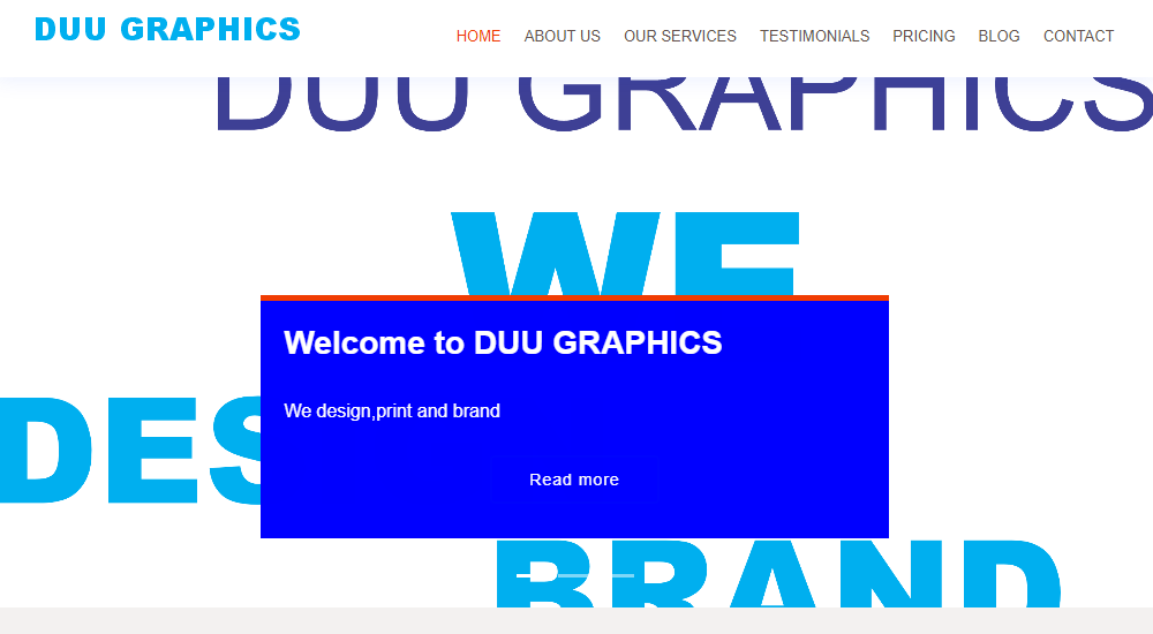 DUU GRAPHICS
HOME ABOUT US OUR SERVICES TESTIMONIALS PRICING BLOG CONTACT
DUU GRAPHICS
WE
Welcome to DUU GRAPHICS
We design,print and brand
DES
Read more
BRAND